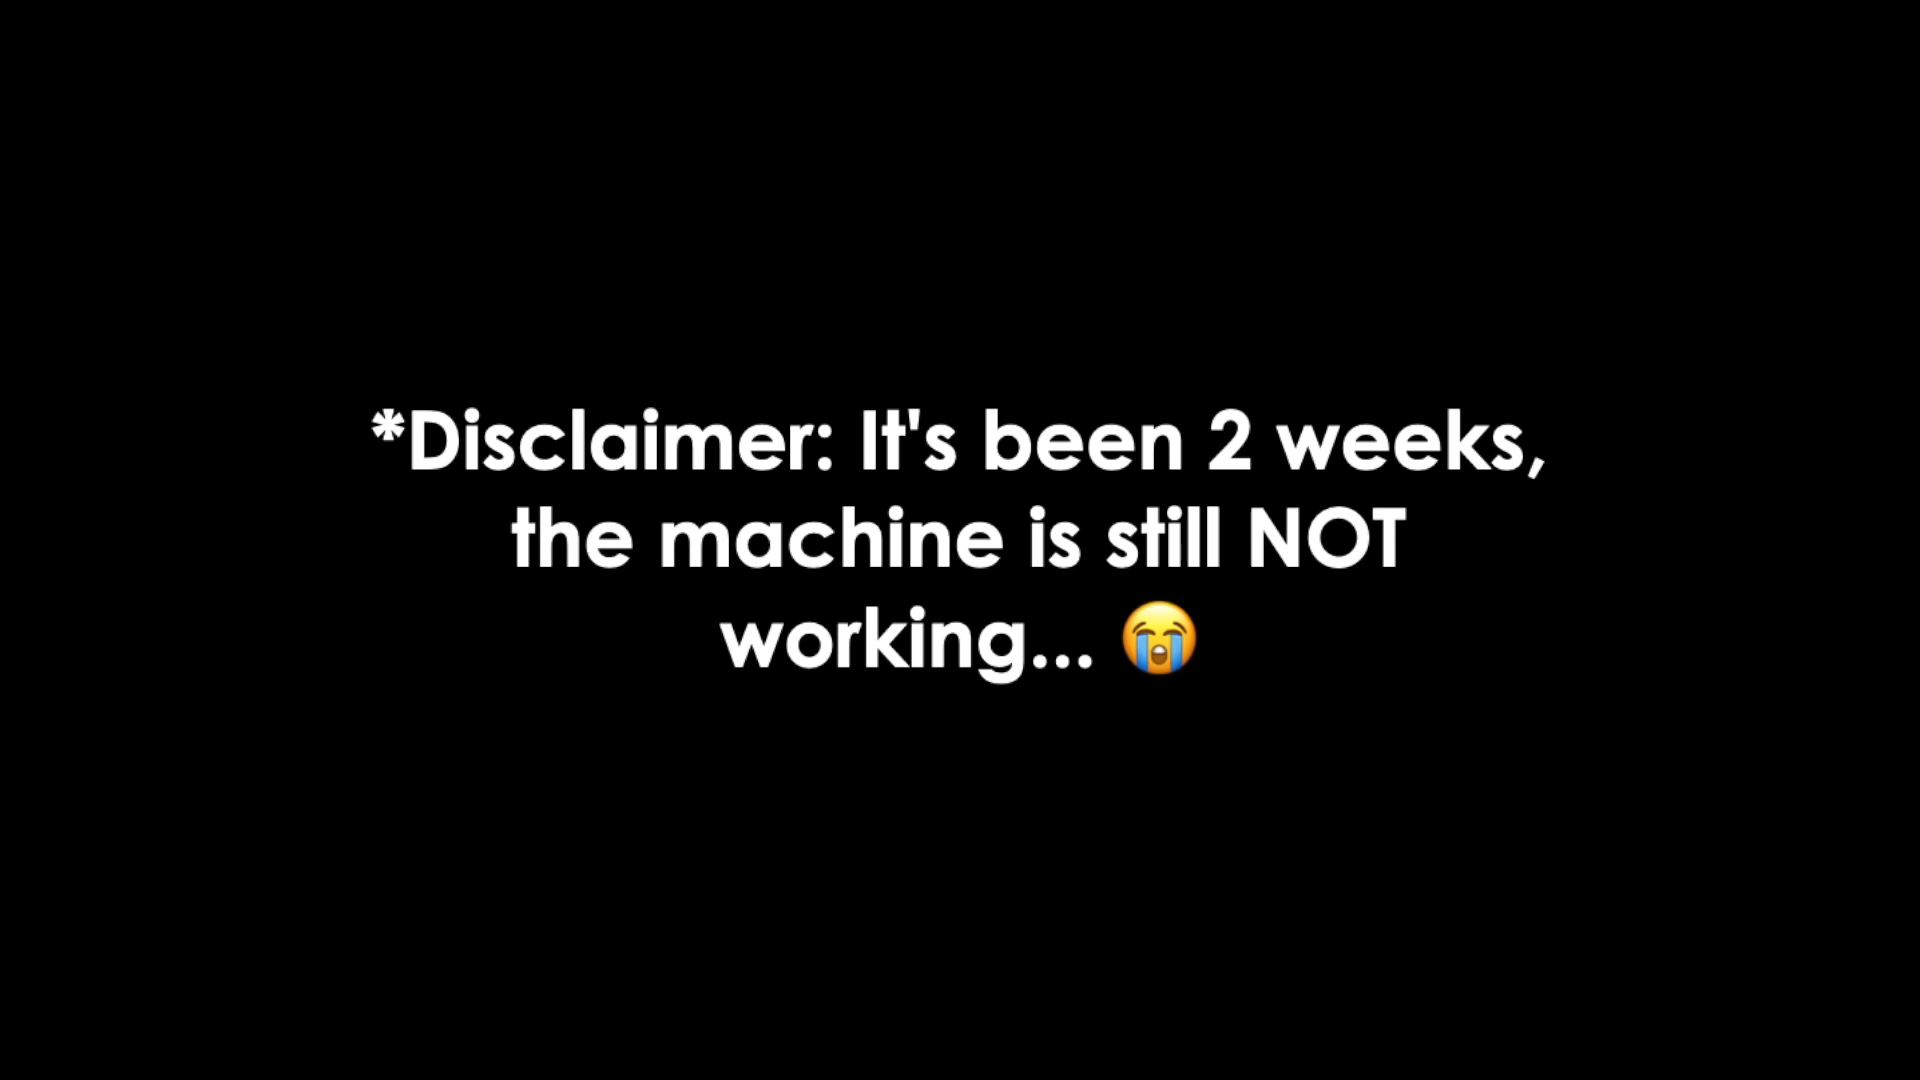 *Disclaimer: It's been 2 weeks,
the machine is still NOT
working... 😭